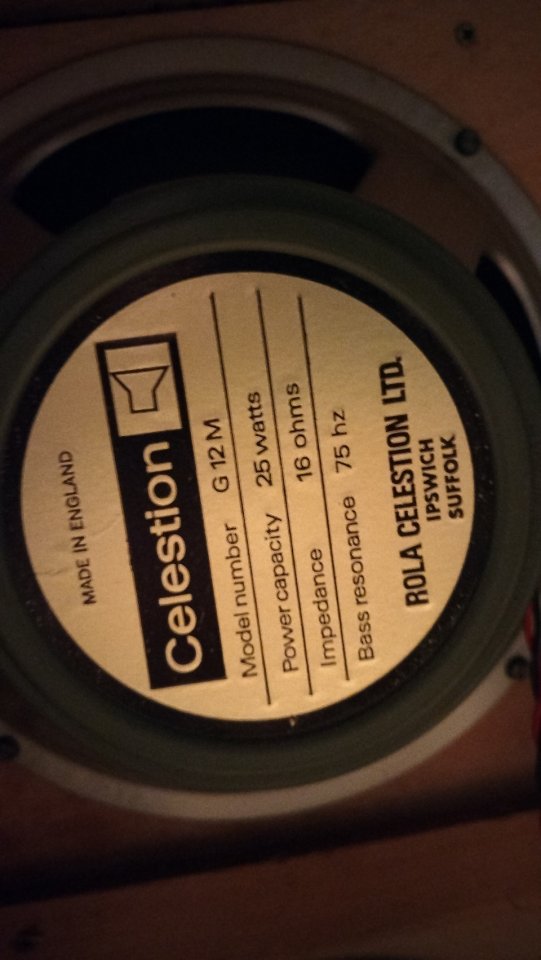 MADE IN ENGLAND
Celestion
Model number G 12 M
Power capacity 25 watts
Impedance 16 ohms
Bass resonance 75 hz
ROLA CELESTION LTD.
IPSWICH
SUFFOLK